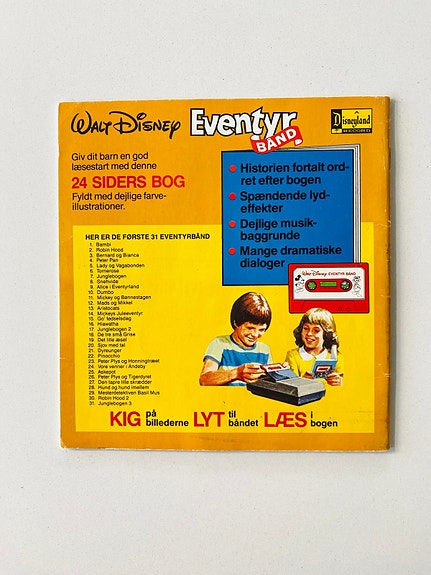 WALT DISNEY Eventyr BÅND
Disneyland
RECORD
Giv dit barn en god
læsestart med denne
24 SIDERS BOG
Fyldt med dejlige farve-
illustrationer.
• Historien fortalt ord-
ret efter bogen
• Spændende lyd-
effekter
• Dejlige musik-
baggrunde
• Mange dramatiske
dialoger
WALT DISNEY EVENTYR BÅND
HER ER DE FØRSTE 31 EVENTYRBÅND
1. Bambi
2. Robin Hood
3. Bernard og Bianca
4. Peter Pan
5. Lady og Vagabonden
6. Tornerose
7. Junglebogen
8. Snehvide
9. Alice i Eventyrland
10. Dumbo
11. Mickey og Bønnestagen
12. Mads og Mikkel
13. Aristocats
14. Mickeys Juleeventyr
15. Go' fødselsdag
16. Hiawatha
17. Junglebogen 2
18. De tre små Grise
19. Det lille æsel
20. Spøv med tal
21. Dyreunger
22. Pinocchio
23. Peter Plys og Honningtræet
24. Vore venner i Andeby
25. Askepot
26. Peter Plys og Tigerdyret
27. Den tapre lille skrædder
28. Hund og hund imellem
29. Mesterdetektiven Basil Mus
30. Robin Hood 2
31. Junglebogen 3
KIG på billederne LYT til båndet LÆS i bogen